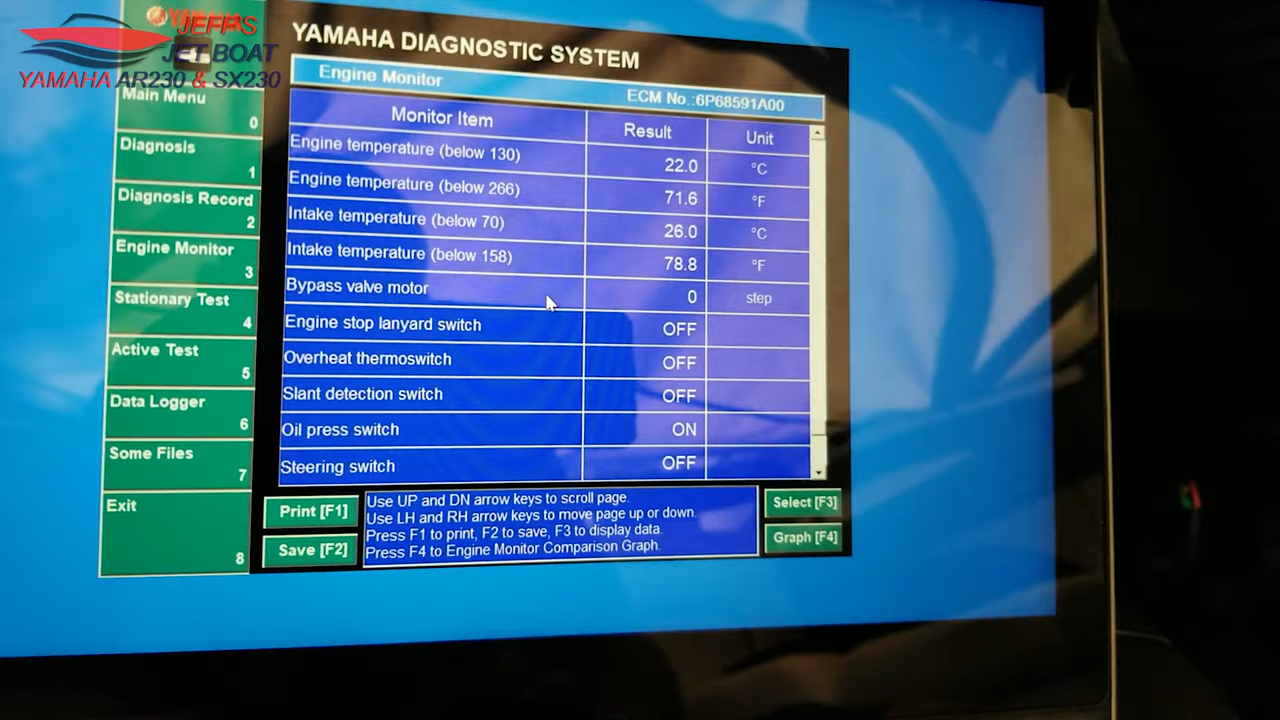 YAMAHA
JEFF'S
JET BOAT
YAMAHA AR230 & SX230
YAMAHA DIAGNOSTIC SYSTEM
Engine Monitor
ECM No.:6P68591A00
Main Menu
0
Diagnosis
1
Diagnosis Record
2
Engine Monitor
3
Stationary Test
4
Active Test
5
Data Logger
6
Some Files
7
Exit
8
Monitor Item Result Unit
Engine temperature (below 130) 22.0 °C
Engine temperature (below 266) 71.6 °F
Intake temperature (below 70) 26.0 °C
Intake temperature (below 158) 78.8 °F
Bypass valve motor 0 step
Engine stop lanyard switch OFF
Overheat thermoswitch OFF
Slant detection switch OFF
Oil press switch ON
Steering switch OFF
Print [F1]
Save [F2]
Use UP and DN arrow keys to scroll page.
Use LH and RH arrow keys to move page up or down.
Press F1 to print, F2 to save, F3 to display data.
Press F4 to Engine Monitor Comparison Graph.
Select [F3]
Graph [F4]